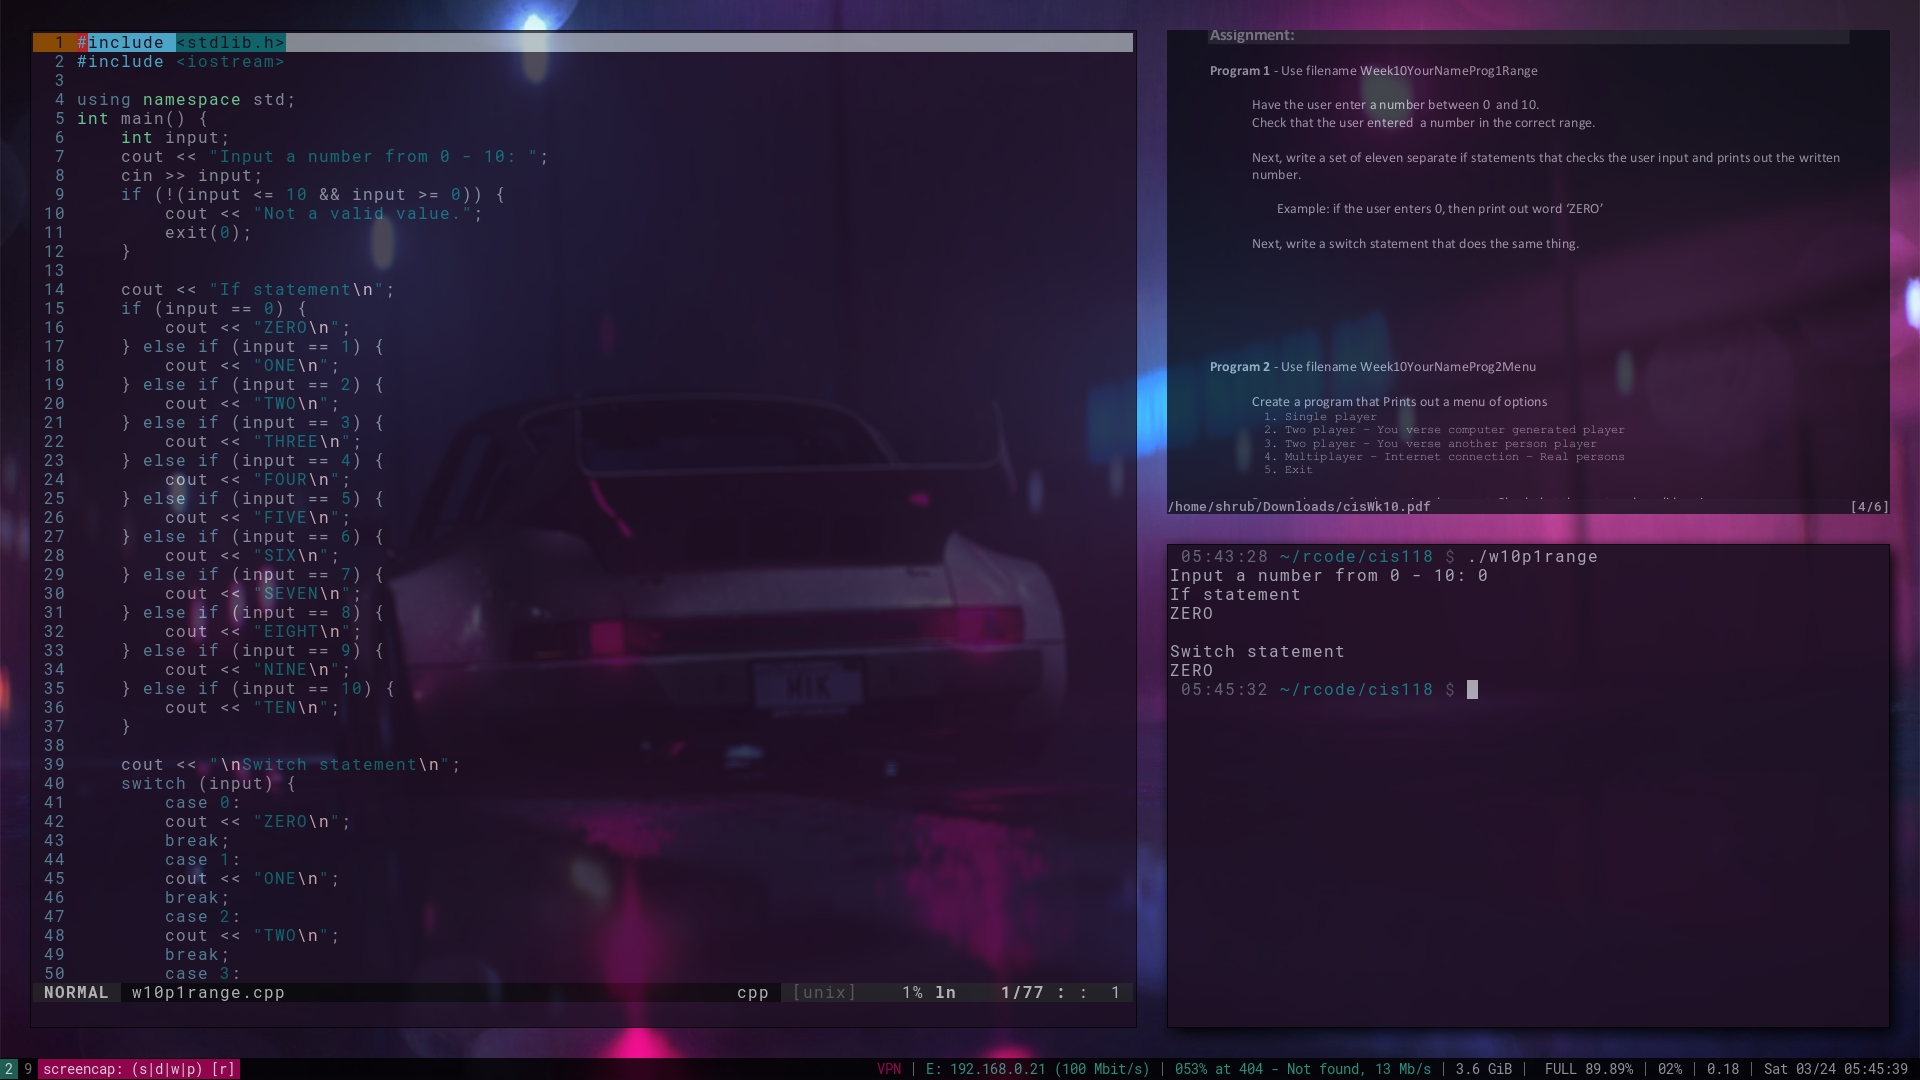 1 #include <stdlib.h>
2 #include <iostream>
3
4 using namespace std;
5 int main() {
6     int input;
7     cout << "Input a number from 0 - 10: ";
8     cin >> input;
9     if (!(input <= 10 && input >= 0)) {
10         cout << "Not a valid value.";
11         exit(0);
12     }
13
14     cout << "If statement\n";
15     if (input == 0) {
16         cout << "ZERO\n";
17     } else if (input == 1) {
18         cout << "ONE\n";
19     } else if (input == 2) {
20         cout << "TWO\n";
21     } else if (input == 3) {
22         cout << "THREE\n";
23     } else if (input == 4) {
24         cout << "FOUR\n";
25     } else if (input == 5) {
26         cout << "FIVE\n";
27     } else if (input == 6) {
28         cout << "SIX\n";
29     } else if (input == 7) {
30         cout << "SEVEN\n";
31     } else if (input == 8) {
32         cout << "EIGHT\n";
33     } else if (input == 9) {
34         cout << "NINE\n";
35     } else if (input == 10) {
36         cout << "TEN\n";
37     }
38
39     cout << "\nSwitch statement\n";
40     switch (input) {
41         case 0:
42         cout << "ZERO\n";
43         break;
44         case 1:
45         cout << "ONE\n";
46         break;
47         case 2:
48         cout << "TWO\n";
49         break;
50         case 3:
NORMAL w10p1range.cpp cpp [unix] 1% ln 1/77 : : 1
Assignment:
Program 1 - Use filename Week10YourNameProg1Range
Have the user enter a number between 0 and 10.
Check that the user entered a number in the correct range.
Next, write a set of eleven separate if statements that checks the user input and prints out the written
number.
Example: if the user enters 0, then print out word ‘ZERO’
Next, write a switch statement that does the same thing.
Program 2 - Use filename Week10YourNameProg2Menu
Create a program that Prints out a menu of options
1. Single player
2. Two player – You verse computer generated player
3. Two player – You verse another person player
4. Multiplayer – Internet connection – Real persons
5. Exit
/home/shrub/Downloads/cisWk10.pdf [4/6]
05:43:28 ~/rcode/cis118 $ ./w10p1range
Input a number from 0 - 10: 0
If statement
ZERO

Switch statement
ZERO
05:45:32 ~/rcode/cis118 $
2 9 screencap: (s|d|w|p) [r] VPN | E: 192.168.0.21 (100 Mbit/s) | 053% at 404 - Not found, 13 Mb/s | 3.6 GiB | FULL 89.89% | 02% | 0.18 | Sat 03/24 05:45:39